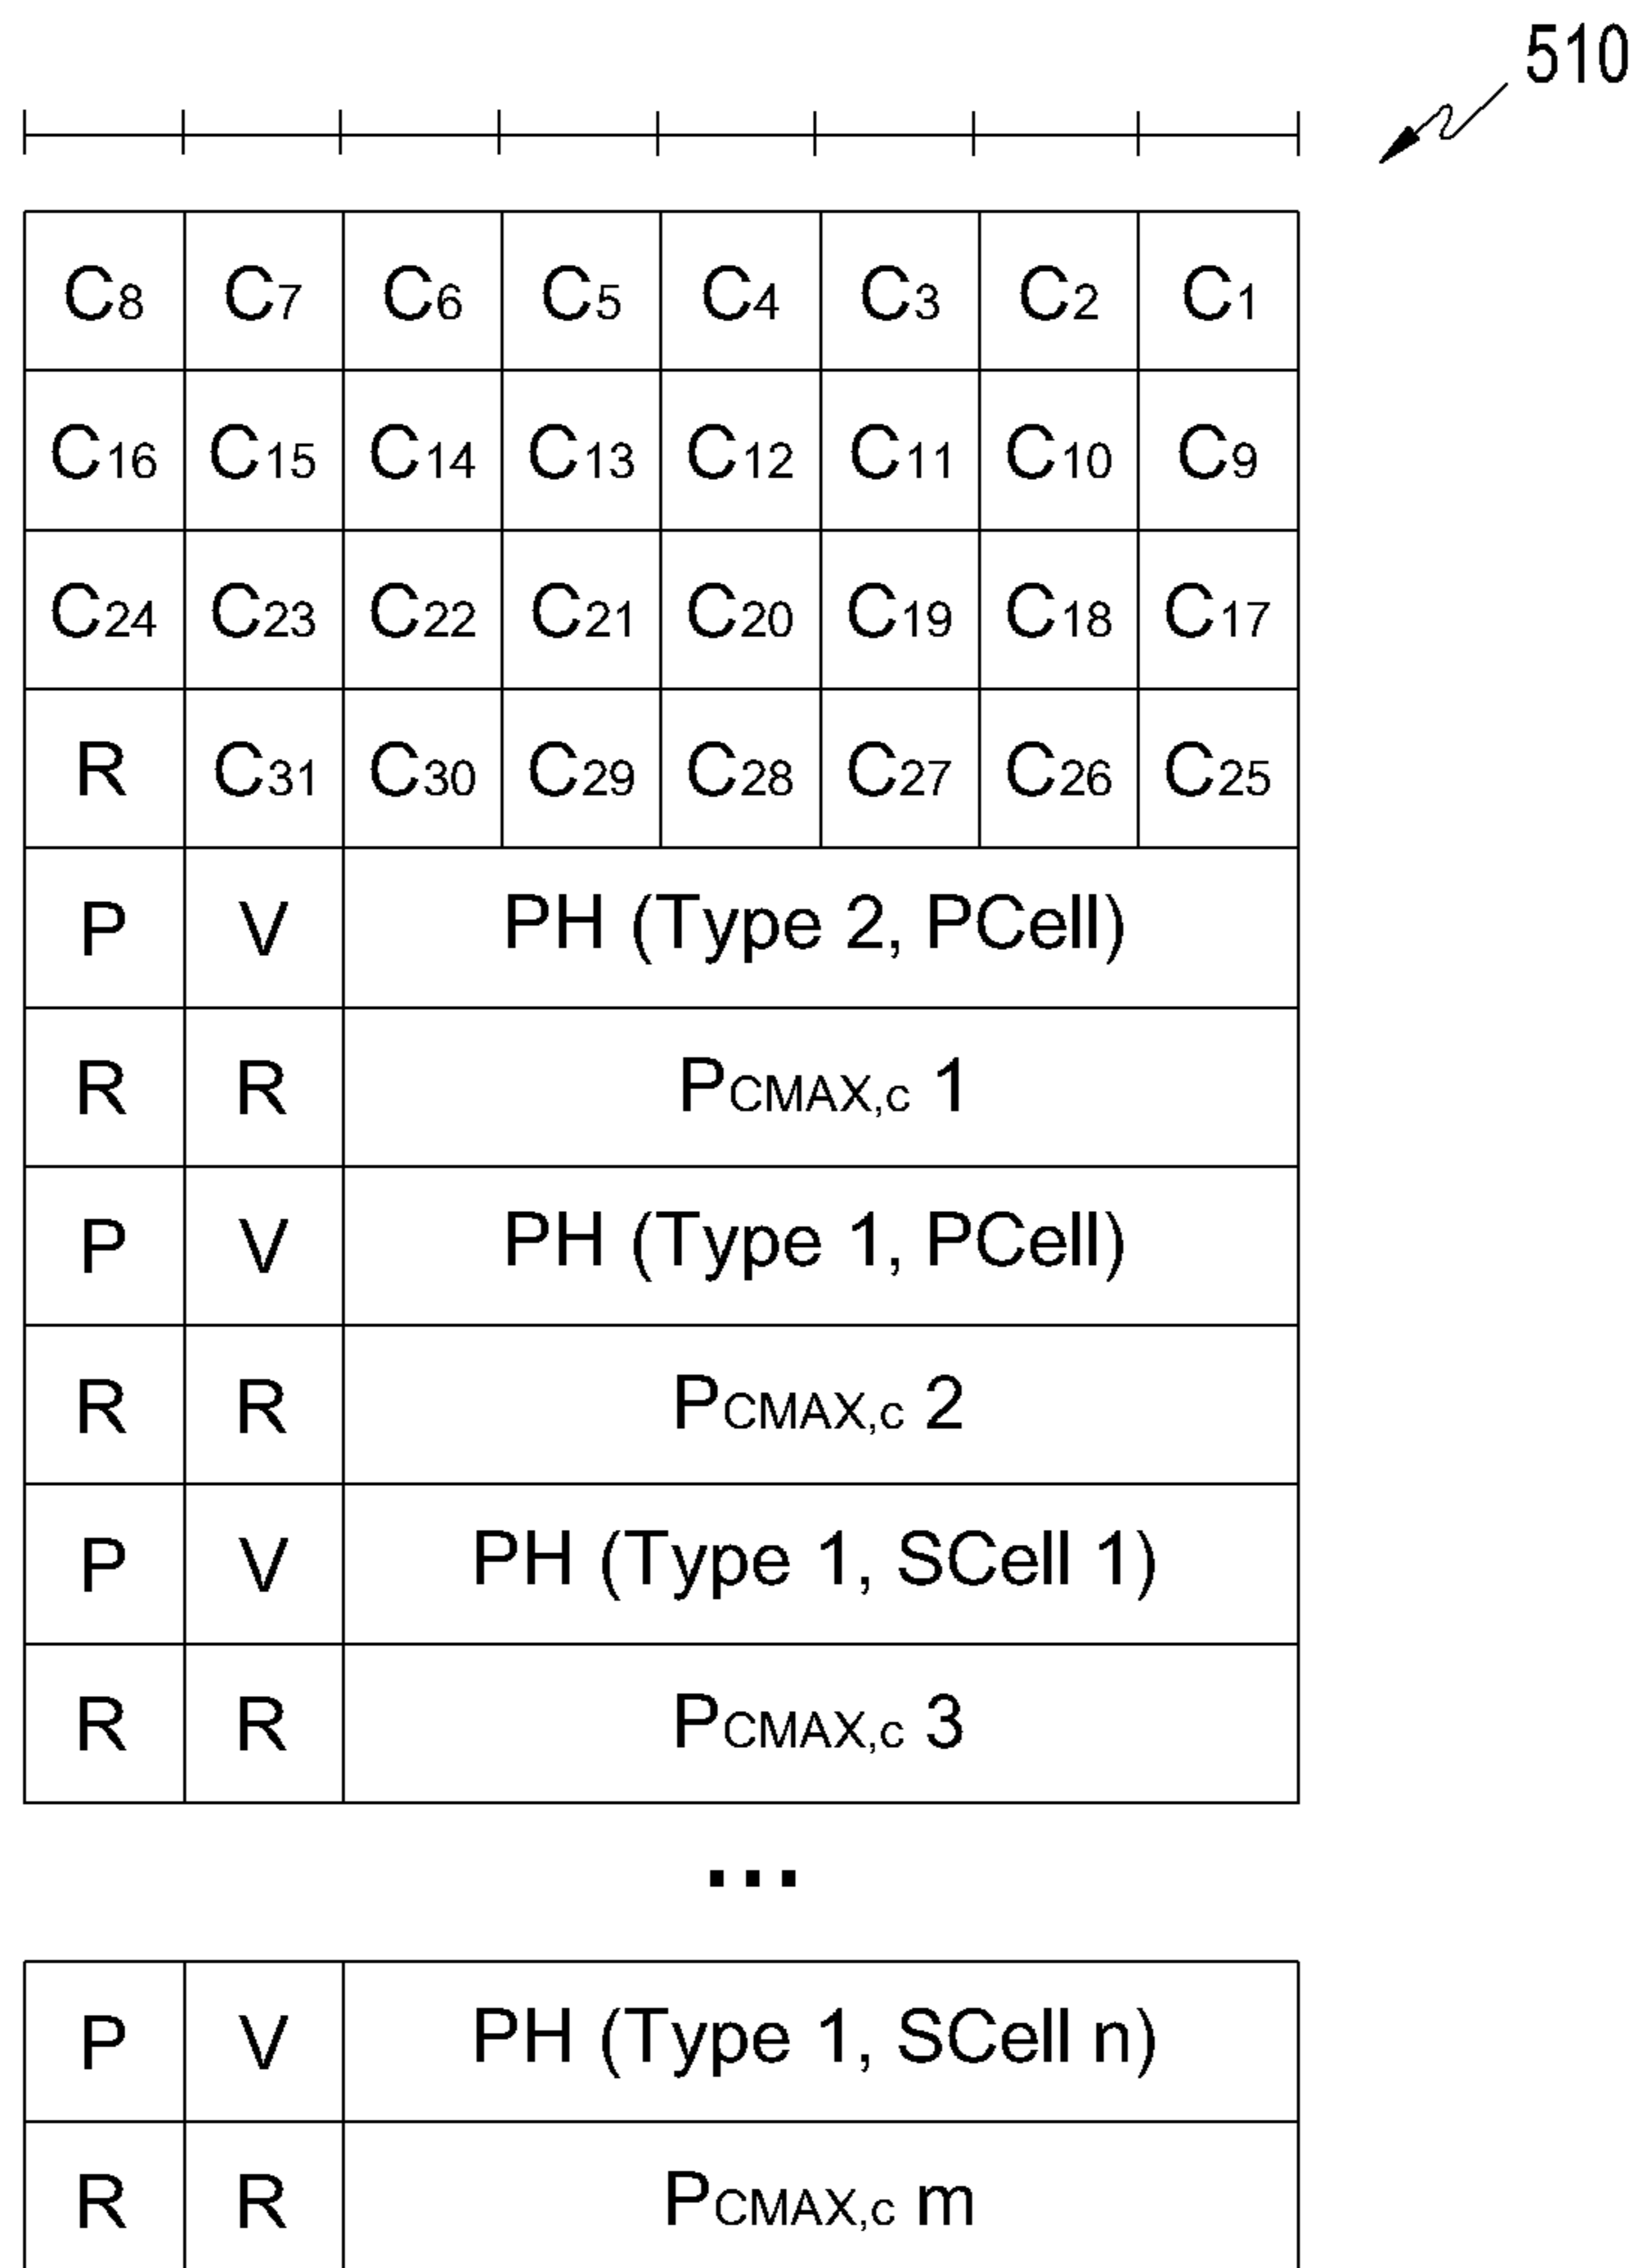 510
C8 C7 C6 C5 C4 C3 C2 C1
C16 C15 C14 C13 C12 C11 C10 C9
C24 C23 C22 C21 C20 C19 C18 C17
R C31 C30 C29 C28 C27 C26 C25
P V PH (Type 2, PCell)
R R PCMAX,c 1
P V PH (Type 1, PCell)
R R PCMAX,c 2
P V PH (Type 1, SCell 1)
R R PCMAX,c 3
...
P V PH (Type 1, SCell n)
R R PCMAX,c m